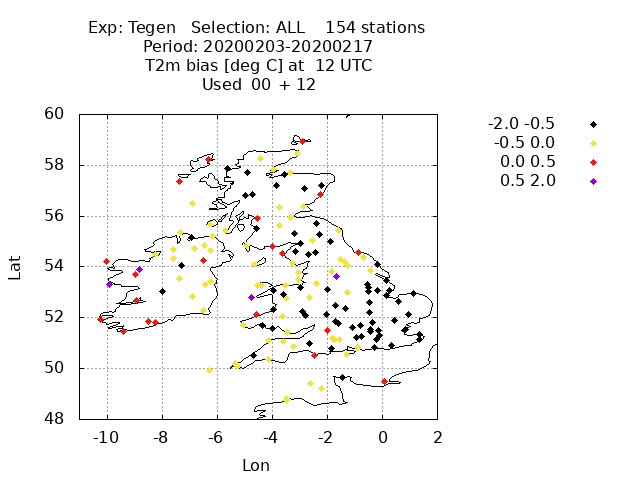 Exp: Tegen   Selection: ALL    154 stations
Period: 20200203-20200217
T2m bias [deg C] at  12 UTC
Used  00  + 12
-2.0 -0.5
-0.5 0.0
0.0 0.5
0.5 2.0
60
58
56
54
52
50
48
Lat
-10 -8 -6 -4 -2 0 2
Lon